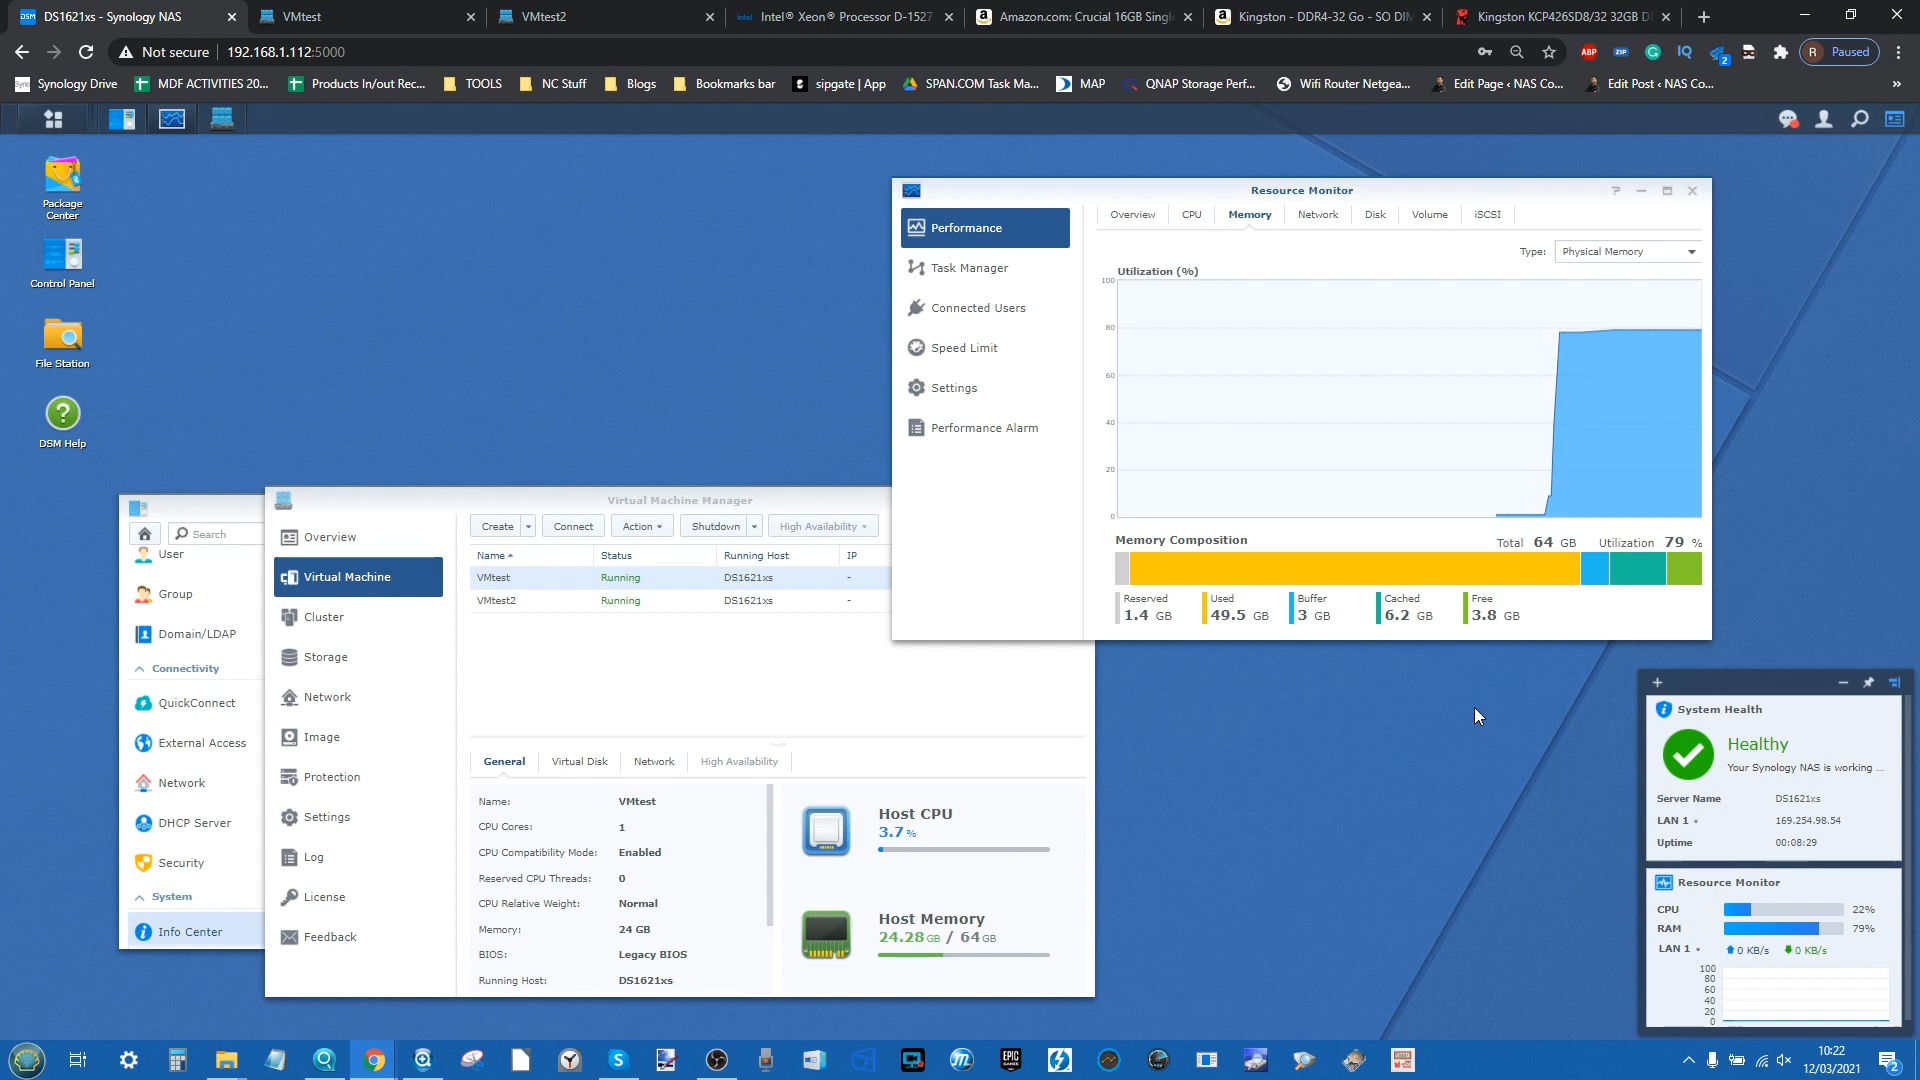 DS1621xs - Synology NAS
VMtest
VMtest2
Intel® Xeon® Processor D-1527
Amazon.com: Crucial 16GB Singl
Kingston - DDR4-32 Go - SO DIM
Kingston KCP426SD8/32 32GB D
Not secure
192.168.1.112:5000
Paused
Synology Drive
MDF ACTIVITIES 20...
Products In/out Rec...
TOOLS
NC Stuff
Blogs
Bookmarks bar
sipgate | App
SPAN.COM Task Ma...
MAP
QNAP Storage Perf...
Wifi Router Netgea...
Edit Page ‹ NAS Co...
Edit Post ‹ NAS Co...
Package
Center
Control Panel
File Station
DSM Help
Resource Monitor
Performance
Task Manager
Connected Users
Speed Limit
Settings
Performance Alarm
Overview
CPU
Memory
Network
Disk
Volume
iSCSI
Type:
Physical Memory
Utilization (%)
100
80
60
40
20
0
Memory Composition
Total 64 GB
Utilization 79 %
Reserved
1.4 GB
Used
49.5 GB
Buffer
3 GB
Cached
6.2 GB
Free
3.8 GB
Search
User
Group
Domain/LDAP
Connectivity
QuickConnect
External Access
Network
DHCP Server
Security
System
Info Center
Virtual Machine Manager
Overview
Virtual Machine
Cluster
Storage
Network
Image
Protection
Settings
Log
License
Feedback
Create
Connect
Action
Shutdown
High Availability
Name
Status
Running Host
IP
VMtest
Running
DS1621xs
-
VMtest2
Running
DS1621xs
-
General
Virtual Disk
Network
High Availability
Name: VMtest
CPU Cores: 1
CPU Compatibility Mode: Enabled
Reserved CPU Threads: 0
CPU Relative Weight: Normal
Memory: 24 GB
BIOS: Legacy BIOS
Running Host: DS1621xs
Host CPU
3.7 %
Host Memory
24.28 GB / 64 GB
System Health
Healthy
Your Synology NAS is working ...
Server Name DS1621xs
LAN 1 169.254.98.54
Uptime 00:08:29
Resource Monitor
CPU 22%
RAM 79%
LAN 1 0 KB/s 0 KB/s
100
80
60
40
20
0
10:22
12/03/2021
2